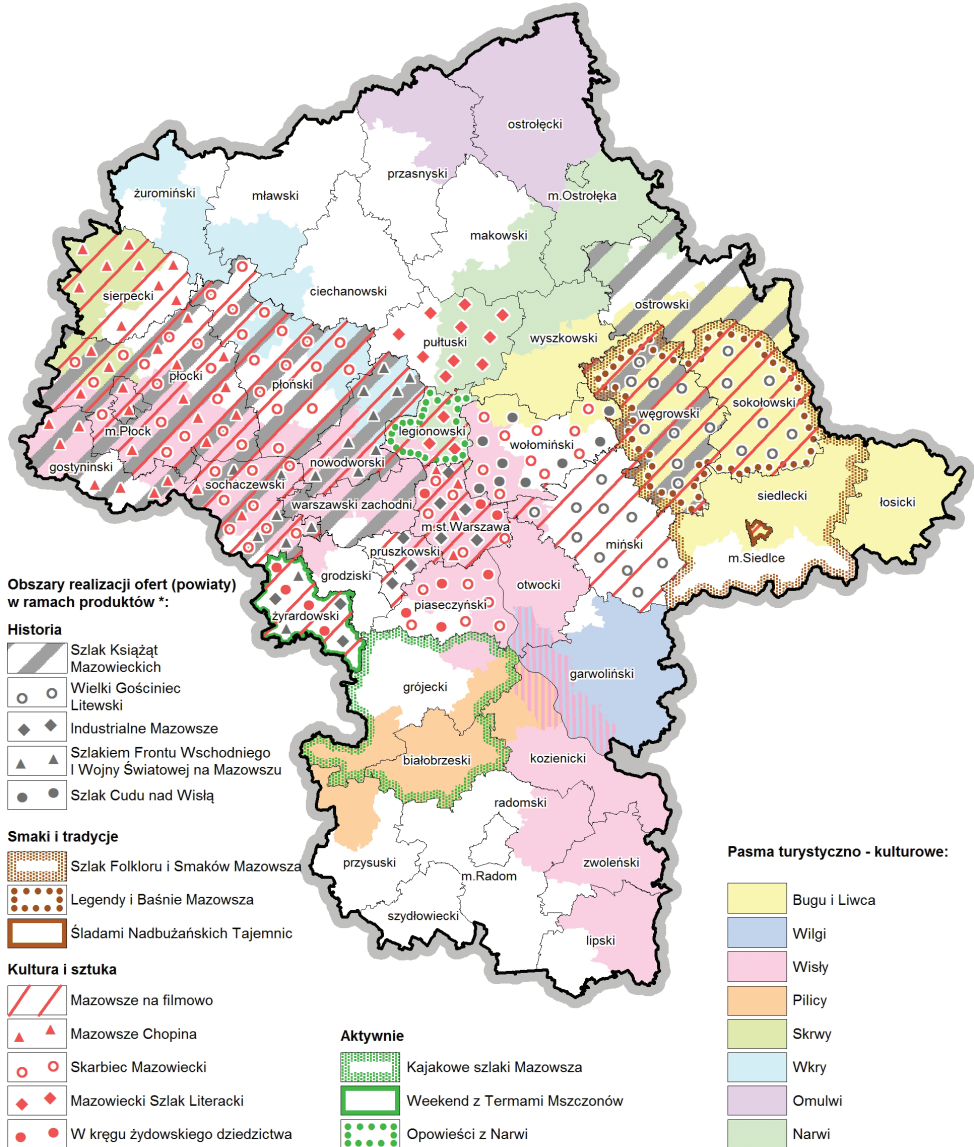 ostrołęcki
przasnyski
m.Ostrołęka
żuromiński
mławski
makowski
ciechanowski
sierpecki
ostrowski
pułtuski
wyszkowski
płocki
płoński
sokołowski
węgrowski
legionowski
wołomiński
m.Płock
gostyniński
nowodworski
sochaczewski
siedlecki
łosicki
warszawski zachodni
m.st.Warszawa
miński
m.Siedlce
pruszkowski
grodziski
otwocki
piaseczyński
żyrardowski
garwoliński
grójecki
białobrzeski
kozienicki
radomski
przysuski
zwoleński
m.Radom
szydłowiecki
lipski
Obszary realizacji ofert (powiaty)
w ramach produktów *:
Historia
Szlak Książąt
Mazowieckich
Wielki Gościniec
Litewski
Industrialne Mazowsze
Szlakiem Frontu Wschodniego
I Wojny Światowej na Mazowszu
Szlak Cudu nad Wisłą
Smaki i tradycje
Szlak Folkloru i Smaków Mazowsza
Legendy i Baśnie Mazowsza
Śladami Nadbużańskich Tajemnic
Kultura i sztuka
Mazowsze na filmowo
Mazowsze Chopina
Skarbiec Mazowiecki
Mazowiecki Szlak Literacki
W kręgu żydowskiego dziedzictwa
Aktywnie
Kajakowe szlaki Mazowsza
Weekend z Termami Mszczonów
Opowieści z Narwi
Pasma turystyczno - kulturowe:
Bugu i Liwca
Wilgi
Wisły
Pilicy
Skrwy
Wkry
Omulwi
Narwi